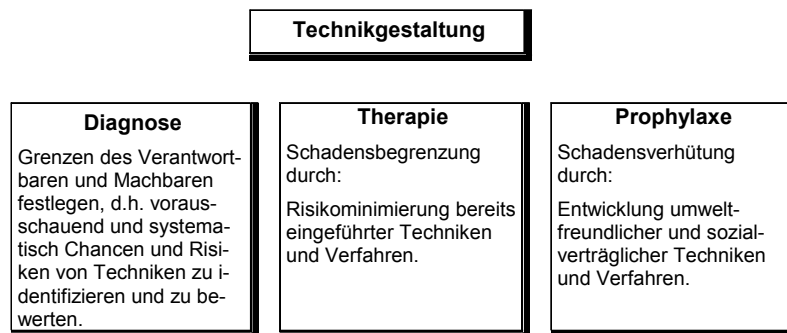 Technikgestaltung
Diagnose
Grenzen des Verantwort-
baren und Machbaren
festlegen, d.h. voraus-
schauend und systema-
tisch Chancen und Risi-
ken von Techniken zu i-
dentifizieren und zu be-
werten.
Therapie
Schadensbegrenzung
durch:
Risikominimierung bereits
eingeführter Techniken
und Verfahren.
Prophylaxe
Schadensverhütung
durch:
Entwicklung umwelt-
freundlicher und sozial-
verträglicher Techniken
und Verfahren.